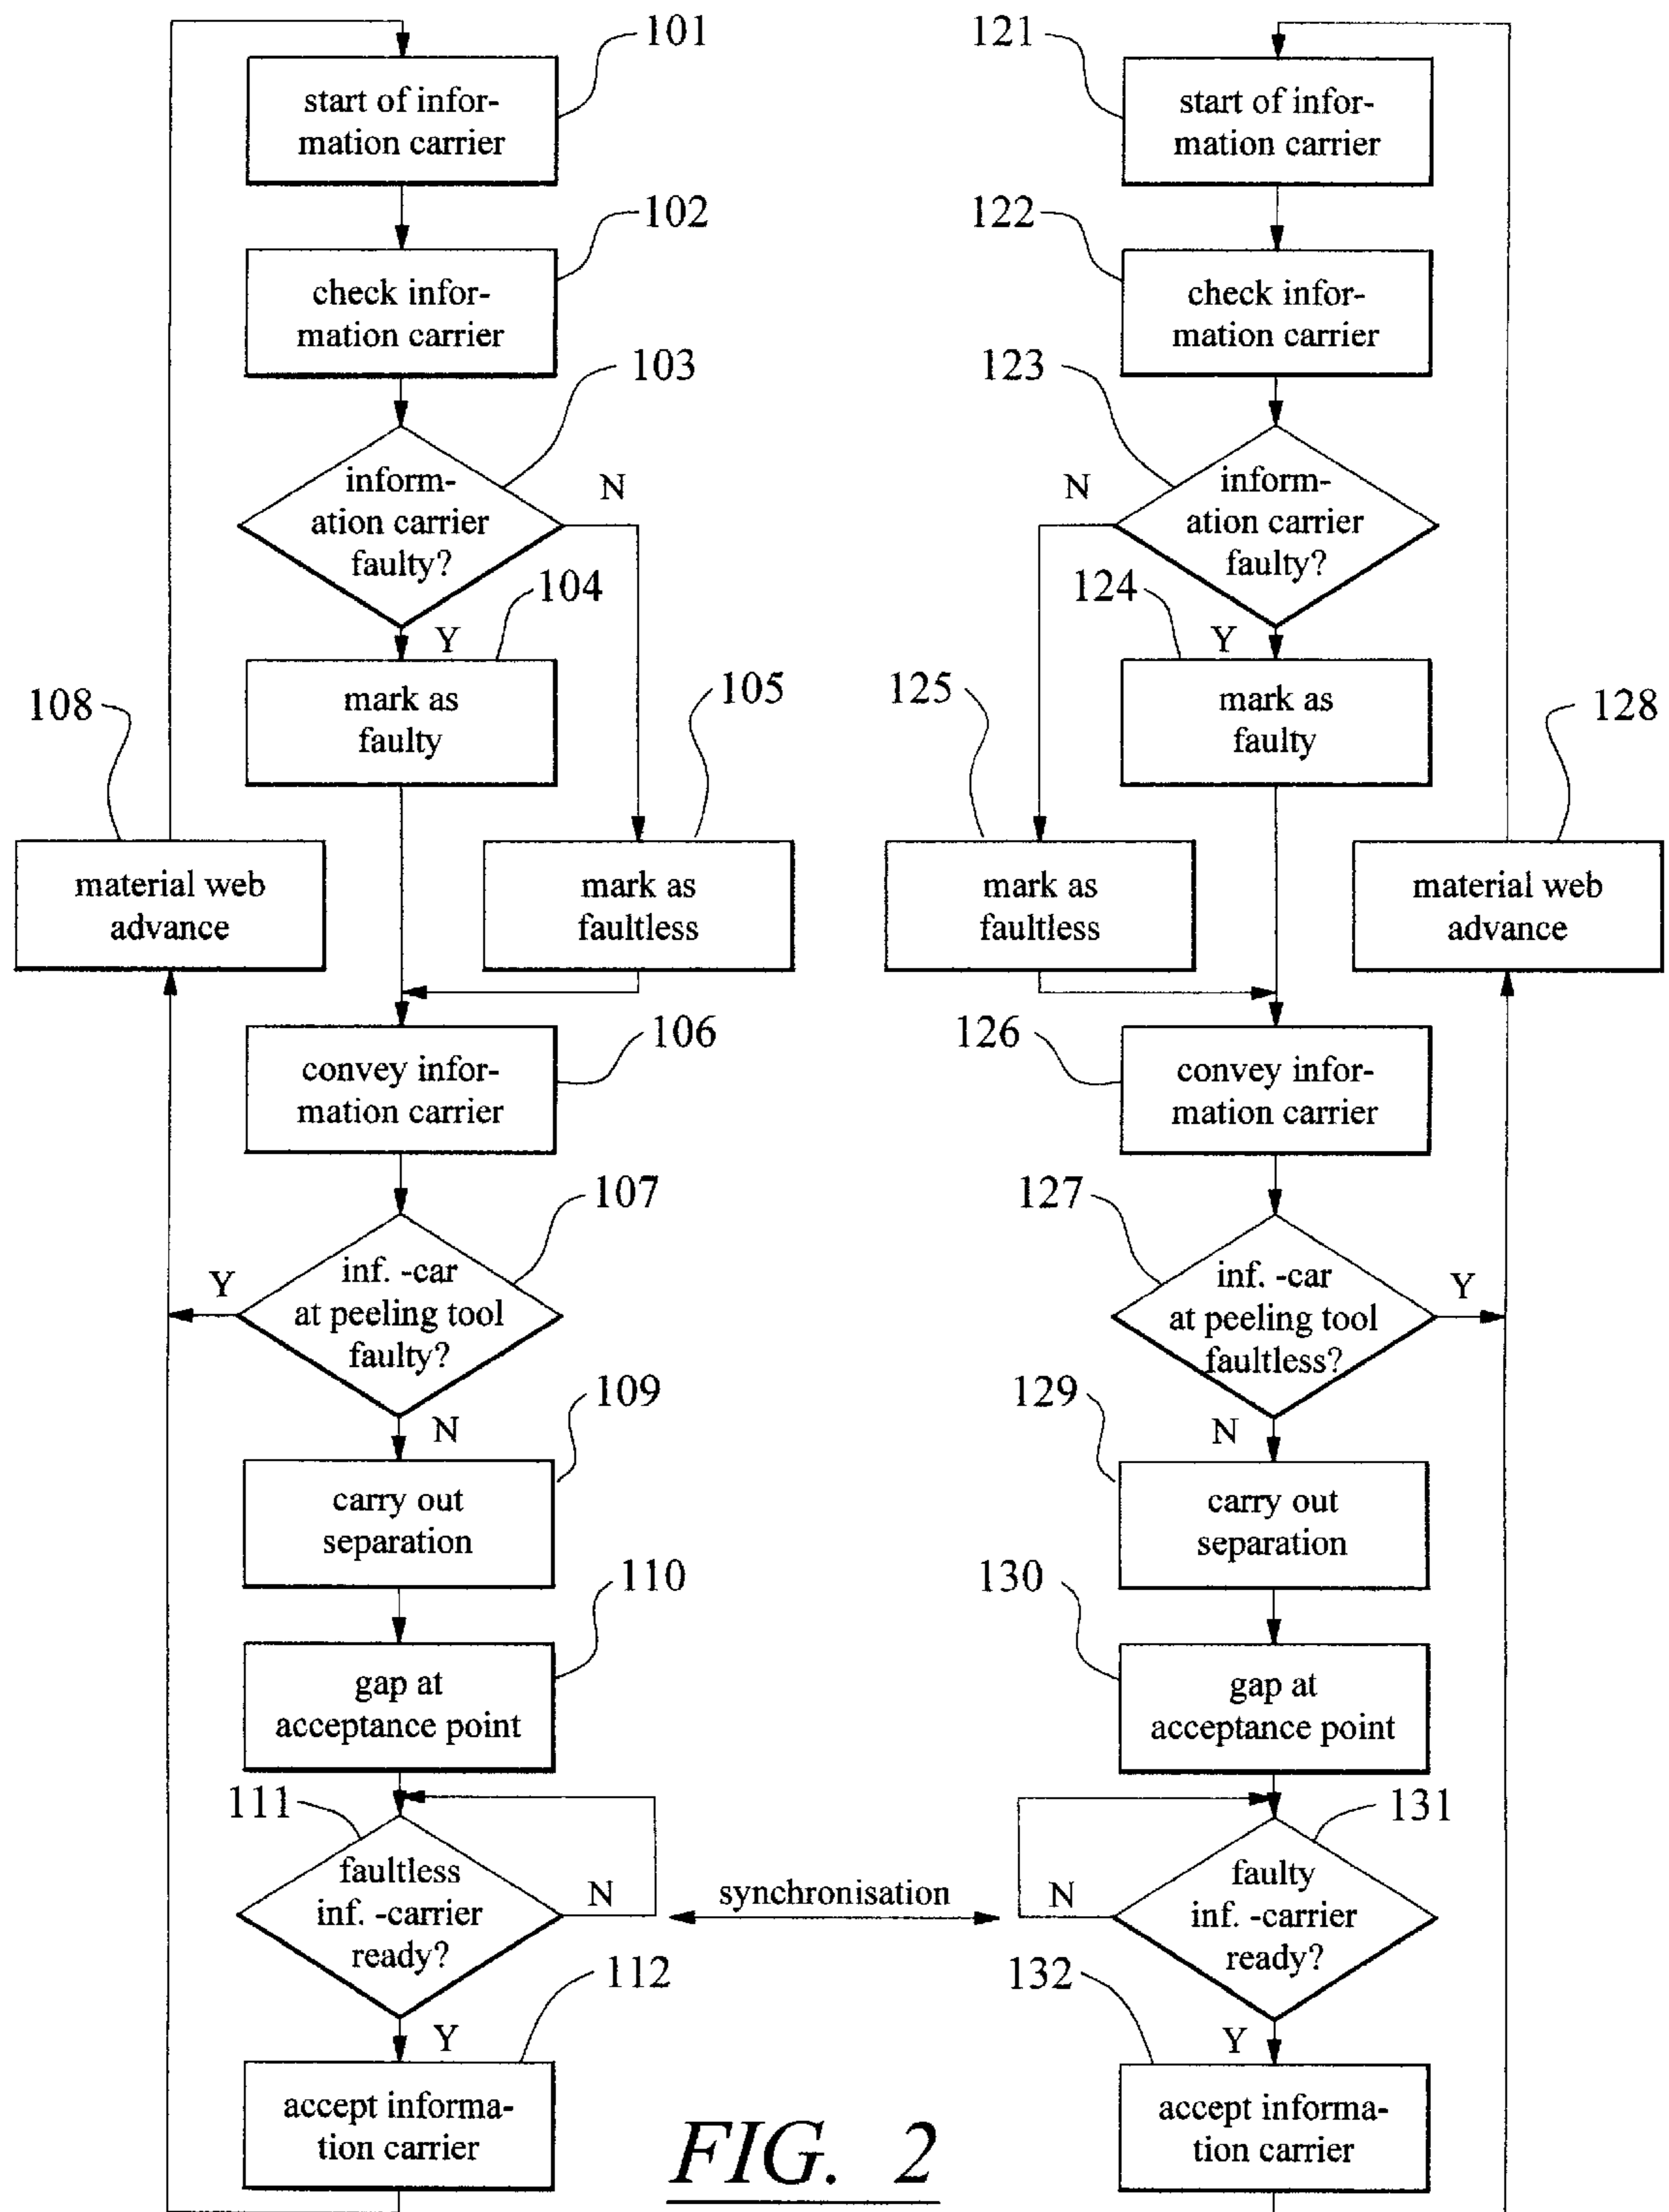 101
start of infor-
mation carrier
102
check infor-
mation carrier
103
inform-
ation carrier
faulty?
N
Y
104
mark as
faulty
105
mark as
faultless
108
material web
advance
106
convey infor-
mation carrier
107
inf. -car
at peeling tool
faulty?
Y
N
109
carry out
separation
110
gap at
acceptance point
111
faultless
inf. -carrier
ready?
N
Y
112
accept informa-
tion carrier
synchronisation
121
start of infor-
mation carrier
122
check infor-
mation carrier
123
inform-
ation carrier
faulty?
N
Y
124
mark as
faulty
125
mark as
faultless
128
material web
advance
126
convey infor-
mation carrier
127
inf. -car
at peeling tool
faultless?
Y
N
129
carry out
separation
130
gap at
acceptance point
131
faulty
inf. -carrier
ready?
N
Y
132
accept informa-
tion carrier
FIG. 2